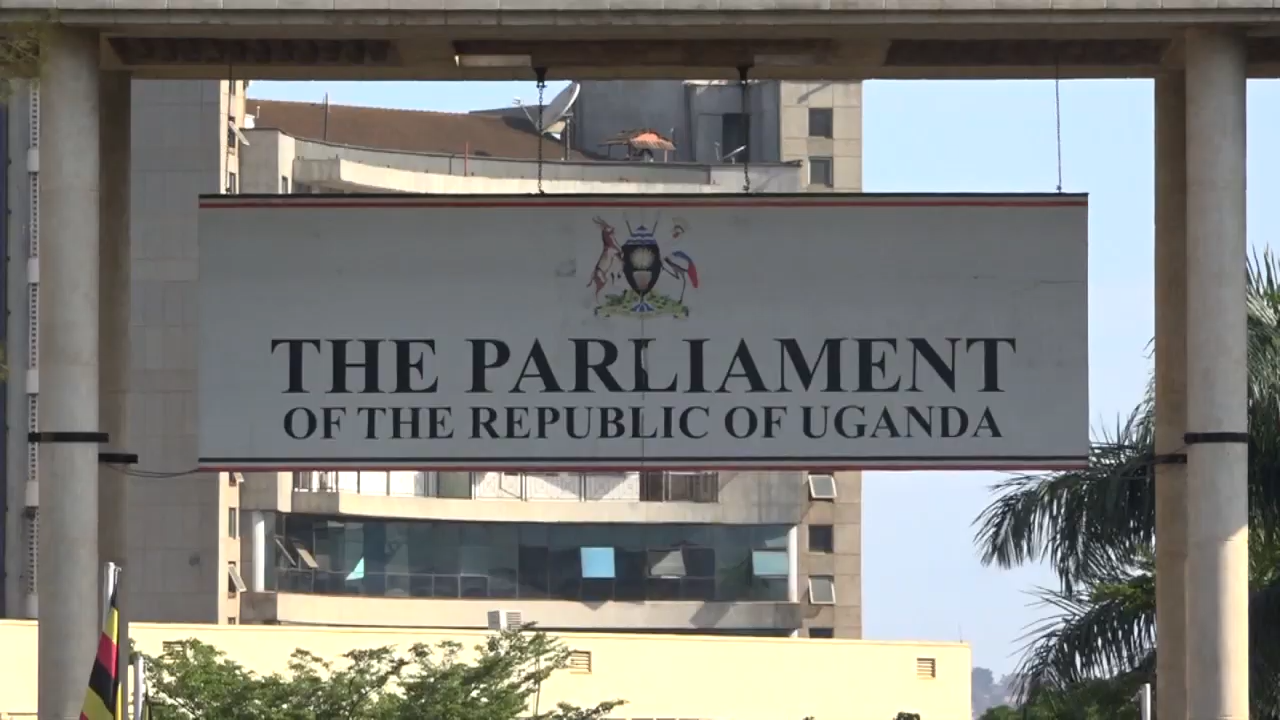 THE PARLIAMENT
OF THE REPUBLIC OF UGANDA